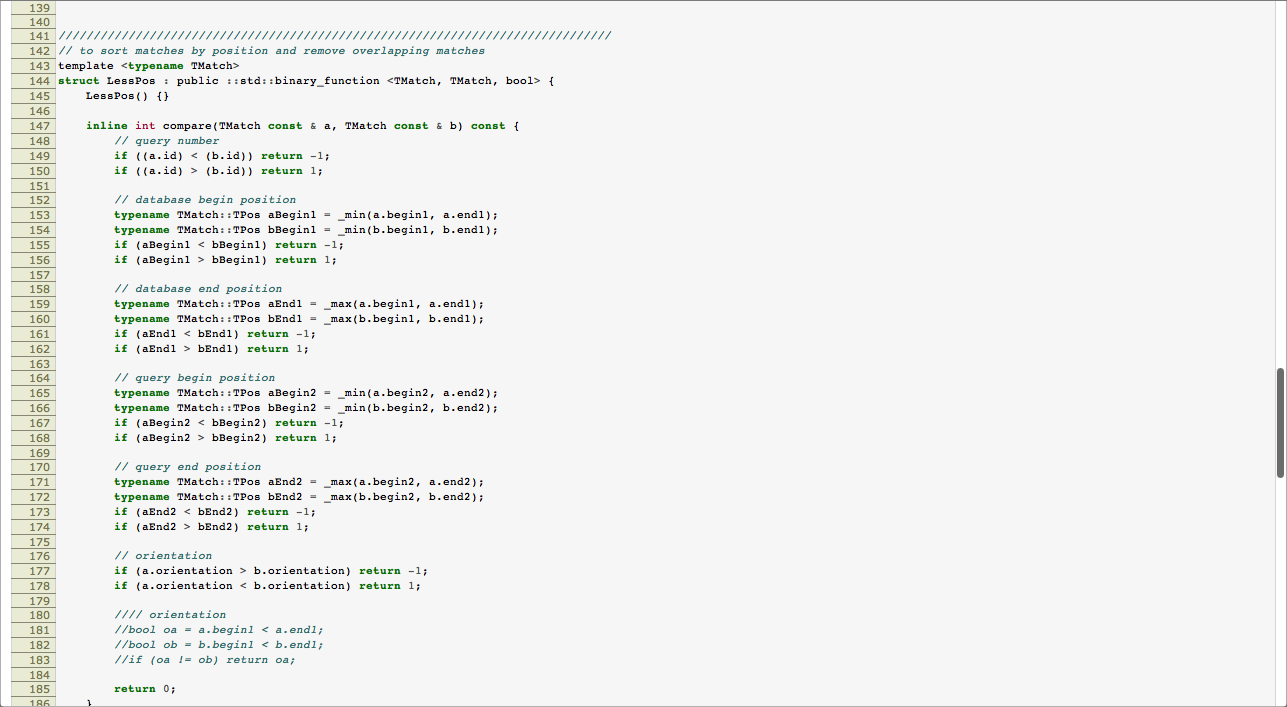 139
140
141 ///////////////////////////////////////////////////////////////////////////////
142 // to sort matches by position and remove overlapping matches
143 template <typename TMatch>
144 struct LessPos : public ::std::binary_function <TMatch, TMatch, bool> {
145     LessPos() {}
146
147     inline int compare(TMatch const & a, TMatch const & b) const {
148         // query number
149         if ((a.id) < (b.id)) return -1;
150         if ((a.id) > (b.id)) return 1;
151
152         // database begin position
153         typename TMatch::TPos aBegin1 = _min(a.begin1, a.end1);
154         typename TMatch::TPos bBegin1 = _min(b.begin1, b.end1);
155         if (aBegin1 < bBegin1) return -1;
156         if (aBegin1 > bBegin1) return 1;
157
158         // database end position
159         typename TMatch::TPos aEnd1 = _max(a.begin1, a.end1);
160         typename TMatch::TPos bEnd1 = _max(b.begin1, b.end1);
161         if (aEnd1 < bEnd1) return -1;
162         if (aEnd1 > bEnd1) return 1;
163
164         // query begin position
165         typename TMatch::TPos aBegin2 = _min(a.begin2, a.end2);
166         typename TMatch::TPos bBegin2 = _min(b.begin2, b.end2);
167         if (aBegin2 < bBegin2) return -1;
168         if (aBegin2 > bBegin2) return 1;
169
170         // query end position
171         typename TMatch::TPos aEnd2 = _max(a.begin2, a.end2);
172         typename TMatch::TPos bEnd2 = _max(b.begin2, b.end2);
173         if (aEnd2 < bEnd2) return -1;
174         if (aEnd2 > bEnd2) return 1;
175
176         // orientation
177         if (a.orientation > b.orientation) return -1;
178         if (a.orientation < b.orientation) return 1;
179
180         //// orientation
181         //bool oa = a.begin1 < a.end1;
182         //bool ob = b.begin1 < b.end1;
183         //if (oa != ob) return oa;
184
185         return 0;
186     }